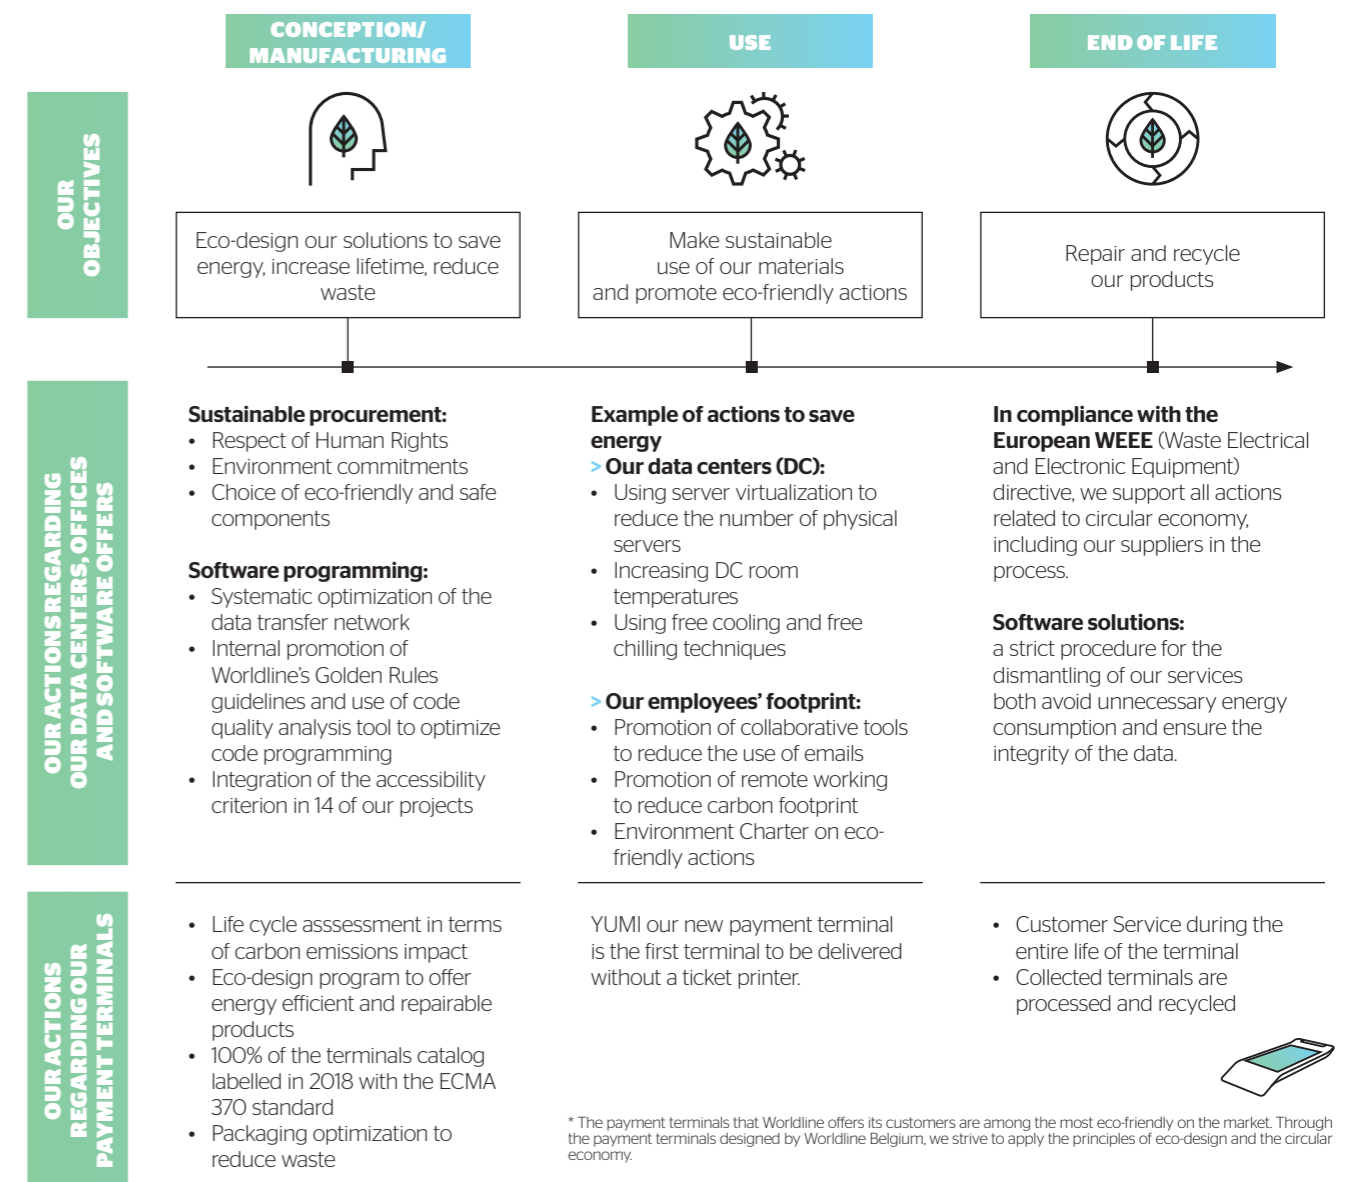 CONCEPTION/
MANUFACTURING
USE
END OF LIFE
OUR
OBJECTIVES
Eco-design our solutions to save
energy, increase lifetime, reduce
waste
Make sustainable
use of our materials
and promote eco-friendly actions
Repair and recycle
our products
OUR ACTIONS REGARDING
OUR DATA CENTERS, OFFICES
AND SOFTWARE OFFERS
Sustainable procurement:
• Respect of Human Rights
• Environment commitments
• Choice of eco-friendly and safe
components
Software programming:
• Systematic optimization of the
data transfer network
• Internal promotion of
Worldline's Golden Rules
guidelines and use of code
quality analysis tool to optimize
code programming
• Integration of the accessibility
criterion in 14 of our projects
Example of actions to save
energy
> Our data centers (DC):
• Using server virtualization to
reduce the number of physical
servers
• Increasing DC room
temperatures
• Using free cooling and free
chilling techniques
> Our employees' footprint:
• Promotion of collaborative tools
to reduce the use of emails
• Promotion of remote working
to reduce carbon footprint
• Environment Charter on eco-
friendly actions
In compliance with the
European WEEE (Waste Electrical
and Electronic Equipment)
directive, we support all actions
related to circular economy,
including our suppliers in the
process.
Software solutions:
a strict procedure for the
dismantling of our services
both avoid unnecessary energy
consumption and ensure the
integrity of the data.
OUR ACTIONS
REGARDING OUR
PAYMENT TERMINALS
• Life cycle asssessment in terms
of carbon emissions impact
• Eco-design program to offer
energy efficient and repairable
products
• 100% of the terminals catalog
labelled in 2018 with the ECMA
370 standard
• Packaging optimization to
reduce waste
YUMI our new payment terminal
is the first terminal to be delivered
without a ticket printer.
• Customer Service during the
entire life of the terminal
• Collected terminals are
processed and recycled
* The payment terminals that Worldline offers its customers are among the most eco-friendly on the market. Through
the payment terminals designed by Worldline Belgium, we strive to apply the principles of eco-design and the circular
economy.